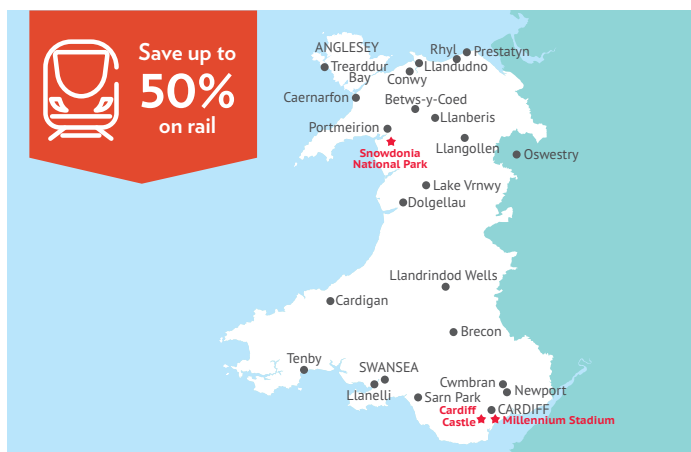 Save up to
50%
on rail
ANGLESEY
Trearddur
Bay
Rhyl
Prestatyn
Llandudno
Conwy
Caernarfon
Betws-y-Coed
Llanberis
Portmeirion
Snowdonia
National Park
Llangollen
Oswestry
Lake Vrnwy
Dolgellau
Llandrindod Wells
Cardigan
Brecon
Tenby
SWANSEA
Llanelli
Cwmbran
Newport
Sarn Park
CARDIFF
Cardiff
Castle
Millennium Stadium